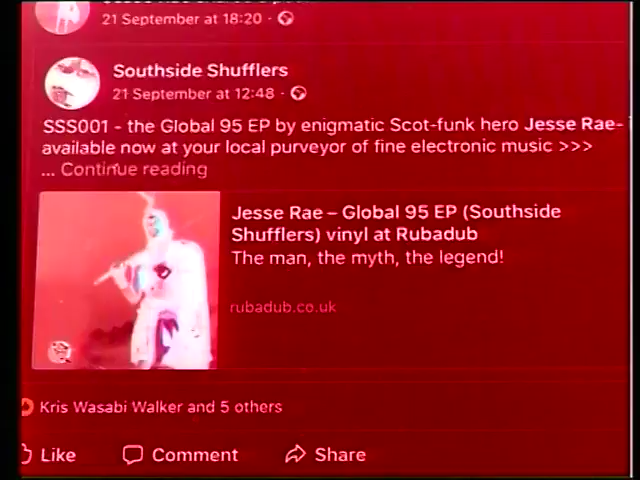 21 September at 18:20 ·
Southside Shufflers
21 September at 12:48 ·
SSS001 - the Global 95 EP by enigmatic Scot-funk hero Jesse Rae-
available now at your local purveyor of fine electronic music >>>
... Continue reading
Jesse Rae – Global 95 EP (Southside
Shufflers) vinyl at Rubadub
The man, the myth, the legend!
rubadub.co.uk
Kris Wasabi Walker and 5 others
Like
Comment
Share